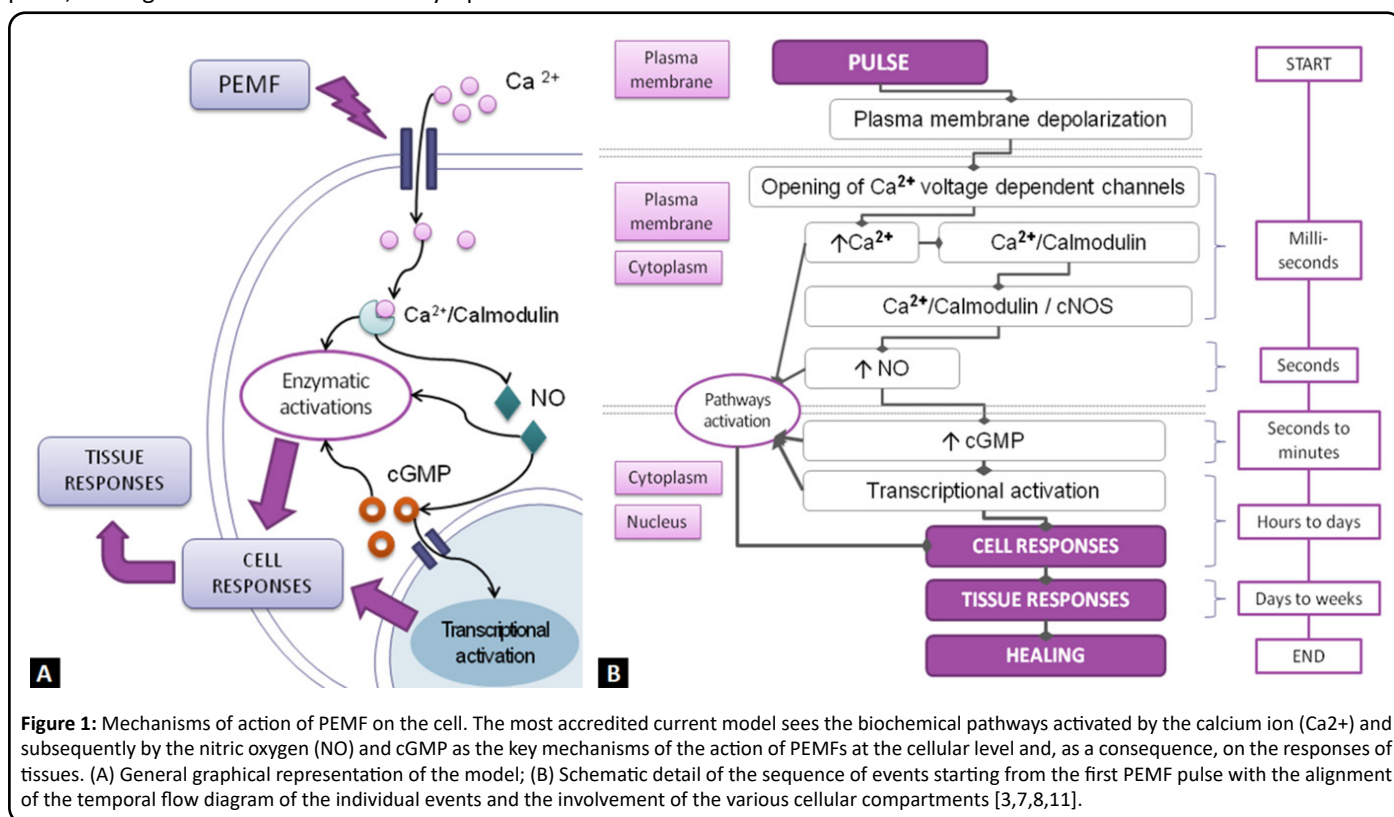 PEMF
Ca 2+
Ca2+/Calmodulin
Enzymatic
activations
NO
TISSUE
RESPONSES
cGMP
CELL
RESPONSES
Transcriptional
activation
A
Plasma
membrane
PULSE
START
Plasma membrane depolarization
Plasma
membrane
Opening of Ca2+ voltage dependent channels
↑Ca2+
Ca2+/Calmodulin
Milli-
seconds
Cytoplasm
Ca2+/Calmodulin / cNOS
↑ NO
Seconds
Pathways
activation
↑ cGMP
Seconds to
minutes
Cytoplasm
Transcriptional activation
Nucleus
Hours to days
CELL RESPONSES
TISSUE RESPONSES
Days to weeks
HEALING
END
B
Figure 1: Mechanisms of action of PEMF on the cell. The most accredited current model sees the biochemical pathways activated by the calcium ion (Ca2+) and
subsequently by the nitric oxygen (NO) and cGMP as the key mechanisms of the action of PEMFs at the cellular level and, as a consequence, on the responses of
tissues. (A) General graphical representation of the model; (B) Schematic detail of the sequence of events starting from the first PEMF pulse with the alignment
of the temporal flow diagram of the individual events and the involvement of the various cellular compartments [3,7,8,11].